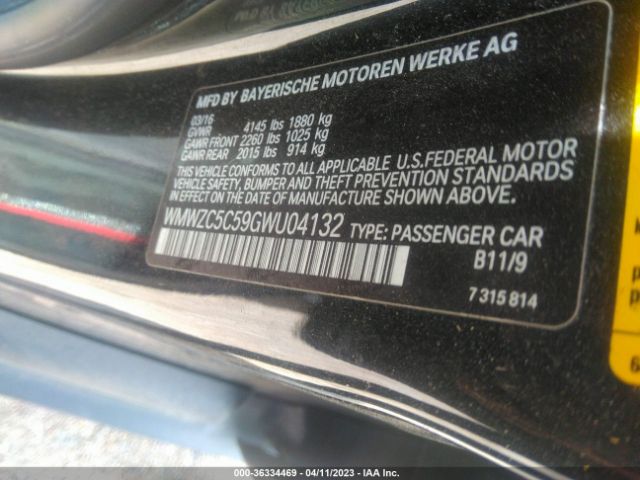 MFD BY BAYERISCHE MOTOREN WERKE AG
03/16
GVWR 4145 lbs 1880 kg
GAWR FRONT 2260 lbs 1025 kg
GAWR REAR 2015 lbs 914 kg
THIS VEHICLE CONFORMS TO ALL APPLICABLE U.S.FEDERAL MOTOR
VEHICLE SAFETY, BUMPER AND THEFT PREVENTION STANDARDS
IN EFFECT ON THE DATE OF MANUFACTURE SHOWN ABOVE.
WMWZC5C59GWU04132 TYPE: PASSENGER CAR
B11/9
7 315 814
000-36334469 - 04/11/2023 - IAA Inc.